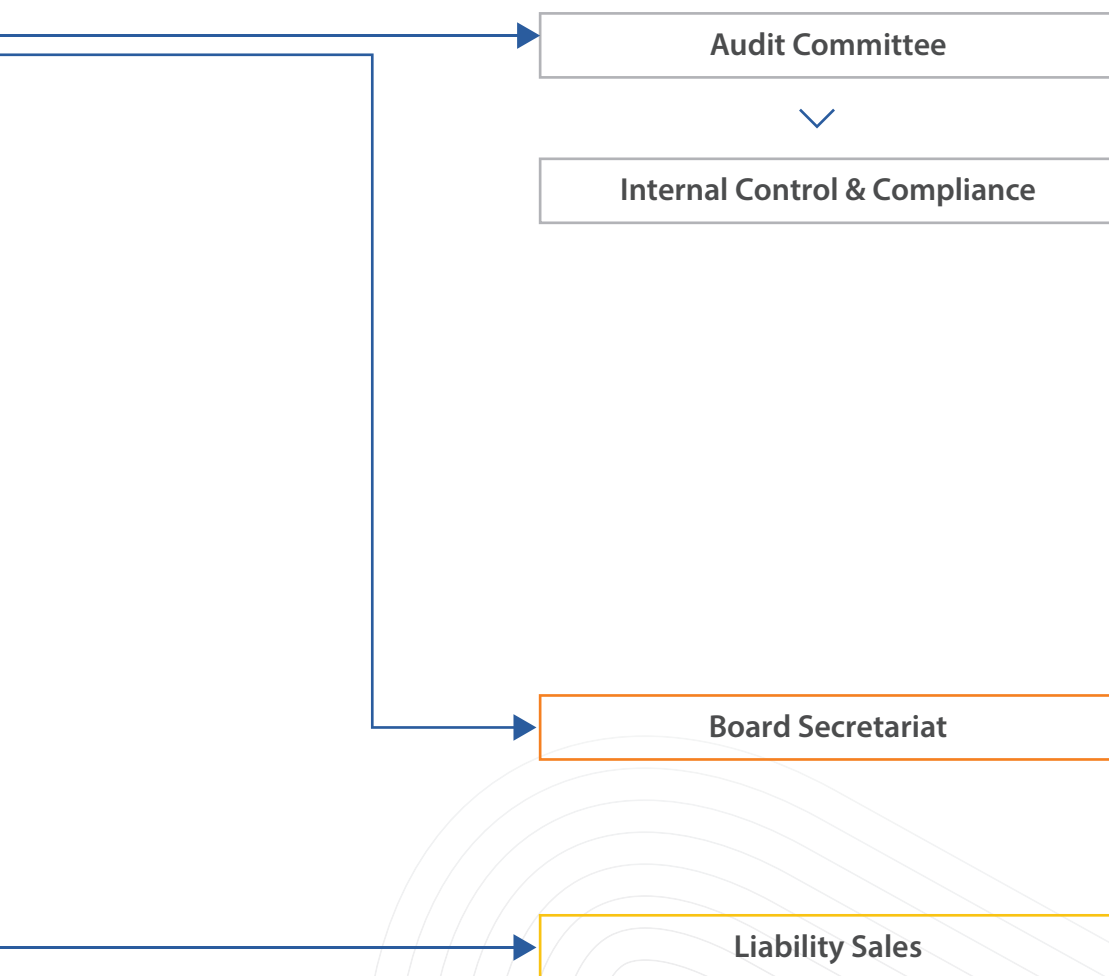 Audit Committee
Internal Control & Compliance
Board Secretariat
Liability Sales